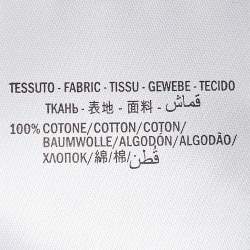 TESSUTO - FABRIC - TISSU - GEWEBE - TECIDO
ТКАНЬ - 表地 - 面料 - قماش
100% COTONE/COTTON/COTON/
BAUMWOLLE/ALGODÓN/ALGODÃO/
ХЛОПОК/綿/棉/قطن